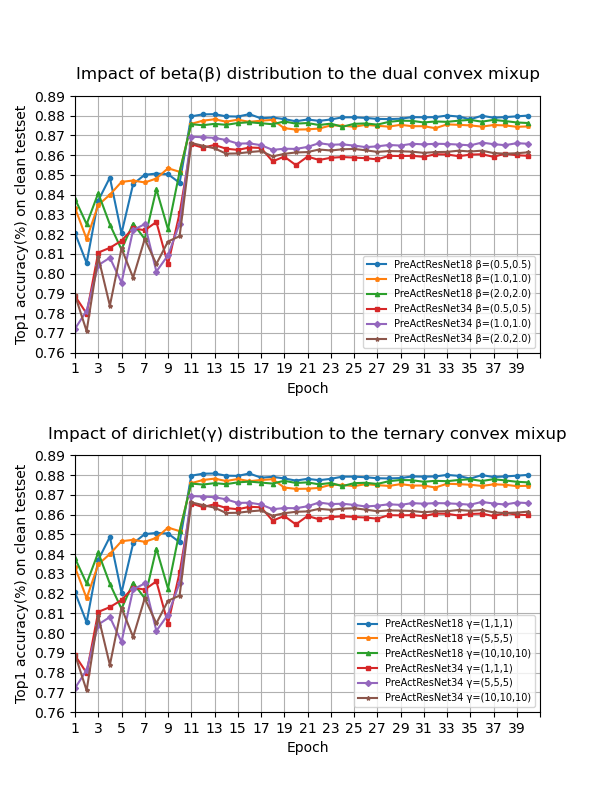 Impact of beta(β) distribution to the dual convex mixup
Top1 accuracy(%) on clean testset
0.89
0.88
0.87
0.86
0.85
0.84
0.83
0.82
0.81
0.80
0.79
0.78
0.77
0.76
PreActResNet18 β=(0.5,0.5)
PreActResNet18 β=(1.0,1.0)
PreActResNet18 β=(2.0,2.0)
PreActResNet34 β=(0.5,0.5)
PreActResNet34 β=(1.0,1.0)
PreActResNet34 β=(2.0,2.0)
1 3 5 7 9 11 13 15 17 19 21 23 25 27 29 31 33 35 37 39
Epoch
Impact of dirichlet(γ) distribution to the ternary convex mixup
Top1 accuracy(%) on clean testset
0.89
0.88
0.87
0.86
0.85
0.84
0.83
0.82
0.81
0.80
0.79
0.78
0.77
0.76
PreActResNet18 γ=(1,1,1)
PreActResNet18 γ=(5,5,5)
PreActResNet18 γ=(10,10,10)
PreActResNet34 γ=(1,1,1)
PreActResNet34 γ=(5,5,5)
PreActResNet34 γ=(10,10,10)
1 3 5 7 9 11 13 15 17 19 21 23 25 27 29 31 33 35 37 39
Epoch